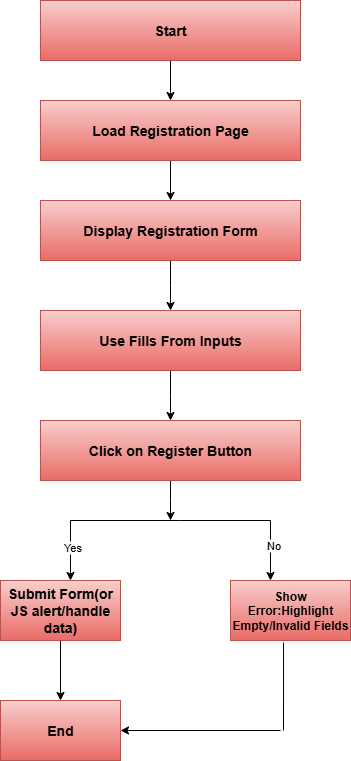 Start
Load Registration Page
Display Registration Form
Use Fills From Inputs
Click on Register Button
Yes
No
Submit Form(or
JS alert/handle
data)
Show
Error:Highlight
Empty/Invalid Fields
End